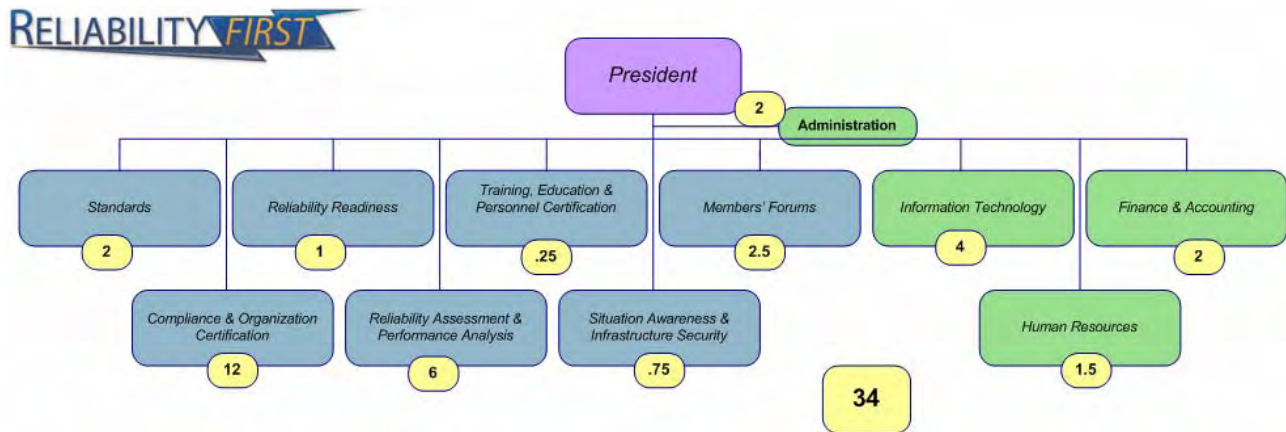 RELIABILITY FIRST
President
2
Administration
Standards
2
Reliability Readiness
1
Training, Education &
Personnel Certification
.25
Members' Forums
2.5
Information Technology
4
Finance & Accounting
2
Compliance & Organization
Certification
12
Reliability Assessment &
Performance Analysis
6
Situation Awareness &
Infrastructure Security
.75
Human Resources
1.5
34